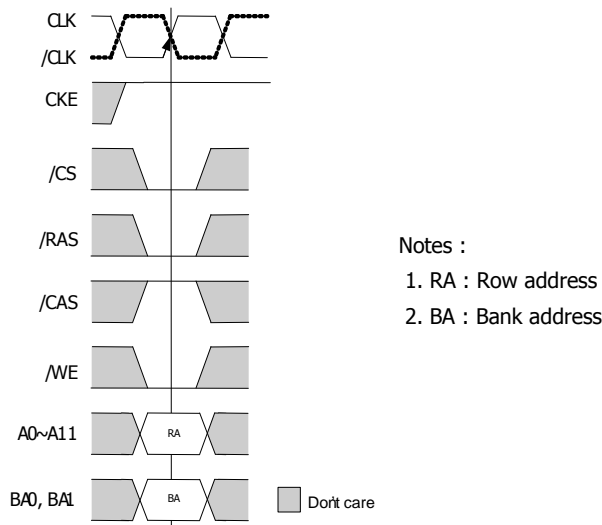 CLK
/CLK
CKE
/CS
/RAS
/CAS
/WE
A0~A11
RA
BA0, BA1
BA
Don't care
Notes :
1. RA : Row address
2. BA : Bank address